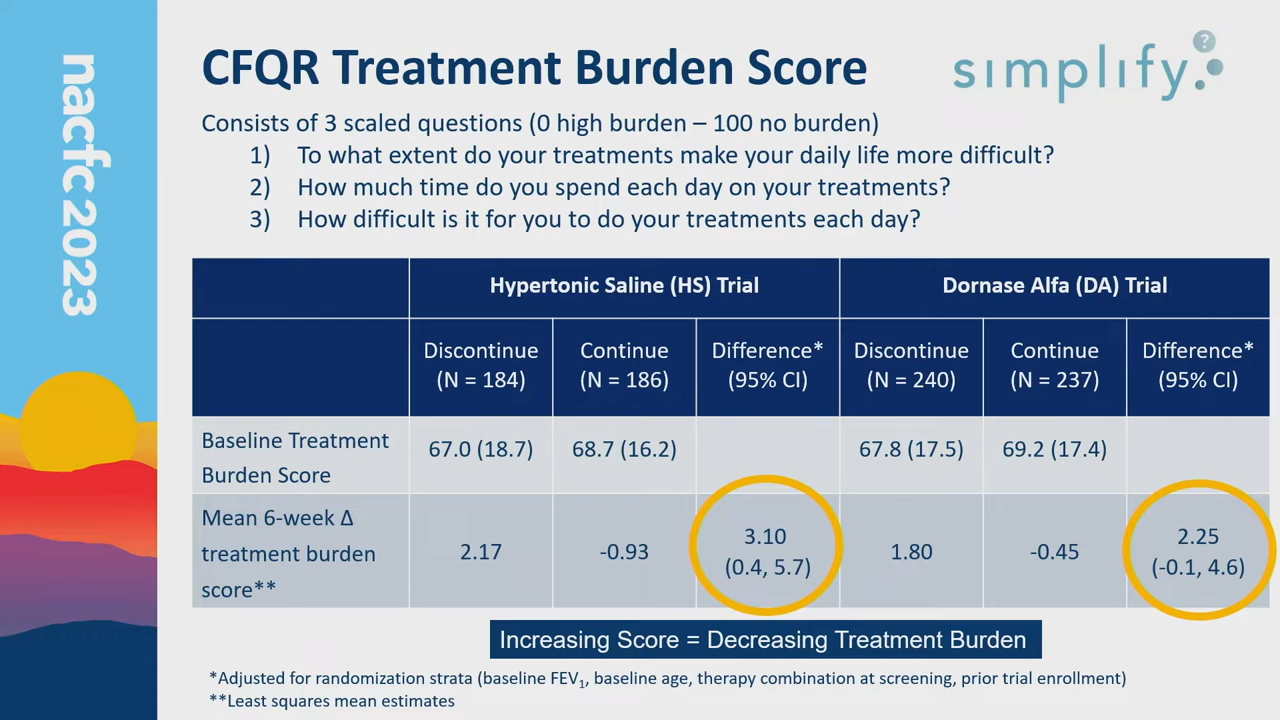 nacfc2023
CFQR Treatment Burden Score
simplify
?
Consists of 3 scaled questions (0 high burden – 100 no burden)
1) To what extent do your treatments make your daily life more difficult?
2) How much time do you spend each day on your treatments?
3) How difficult is it for you to do your treatments each day?
Hypertonic Saline (HS) Trial Dornase Alfa (DA) Trial
Discontinue Continue Difference* Discontinue Continue Difference*
(N = 184) (N = 186) (95% CI) (N = 240) (N = 237) (95% CI)
Baseline Treatment
Burden Score
67.0 (18.7) 68.7 (16.2) 67.8 (17.5) 69.2 (17.4)
Mean 6-week Δ
treatment burden
score**
2.17 -0.93 3.10 1.80 -0.45 2.25
(0.4, 5.7) (-0.1, 4.6)
Increasing Score = Decreasing Treatment Burden
*Adjusted for randomization strata (baseline FEV₁, baseline age, therapy combination at screening, prior trial enrollment)
**Least squares mean estimates